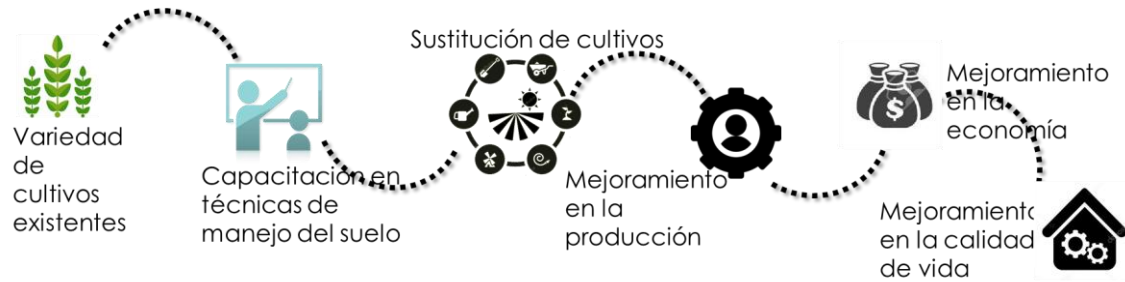 Variedad
de
cultivos
existentes
Capacitación en
técnicas de
manejo del suelo
Sustitución de cultivos
Mejoramiento
en la
producción
$
Mejoramiento
en la
economía
Mejoramiento
en la calidad
de vida